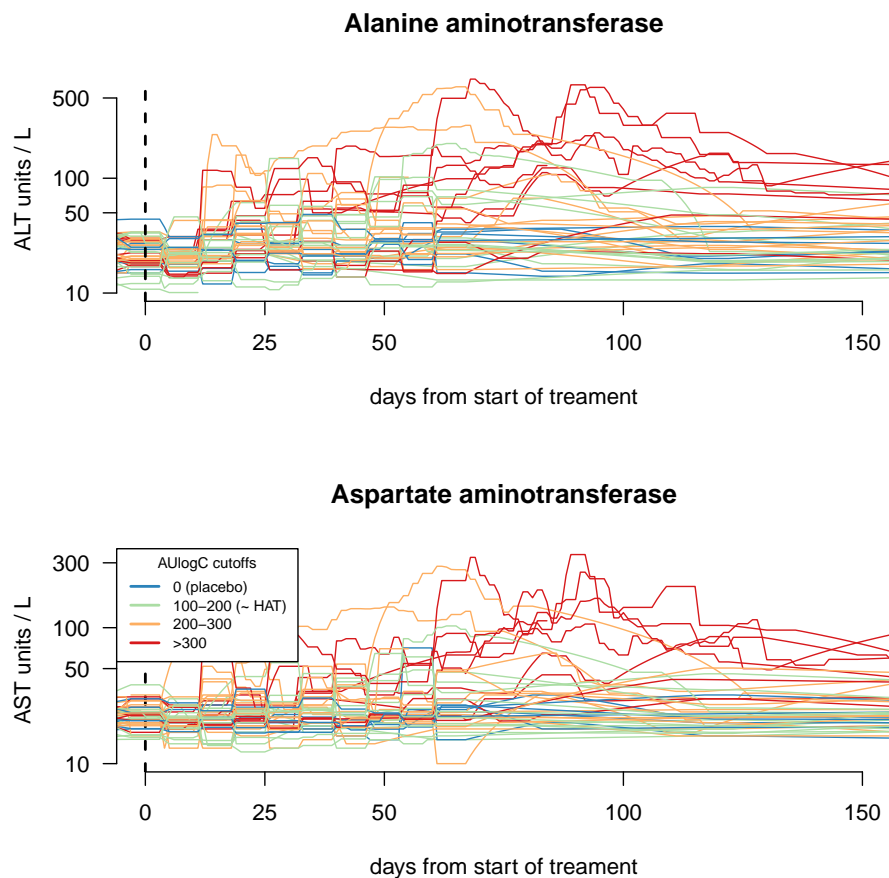 Alanine aminotransferase
500
100
50
10
ALT units / L
0
25
50
100
150
days from start of treament
Aspartate aminotransferase
300
100
50
10
AST units / L
AUlogC cutoffs
0 (placebo)
100–200 (~ HAT)
200–300
>300
0
25
50
100
150
days from start of treament